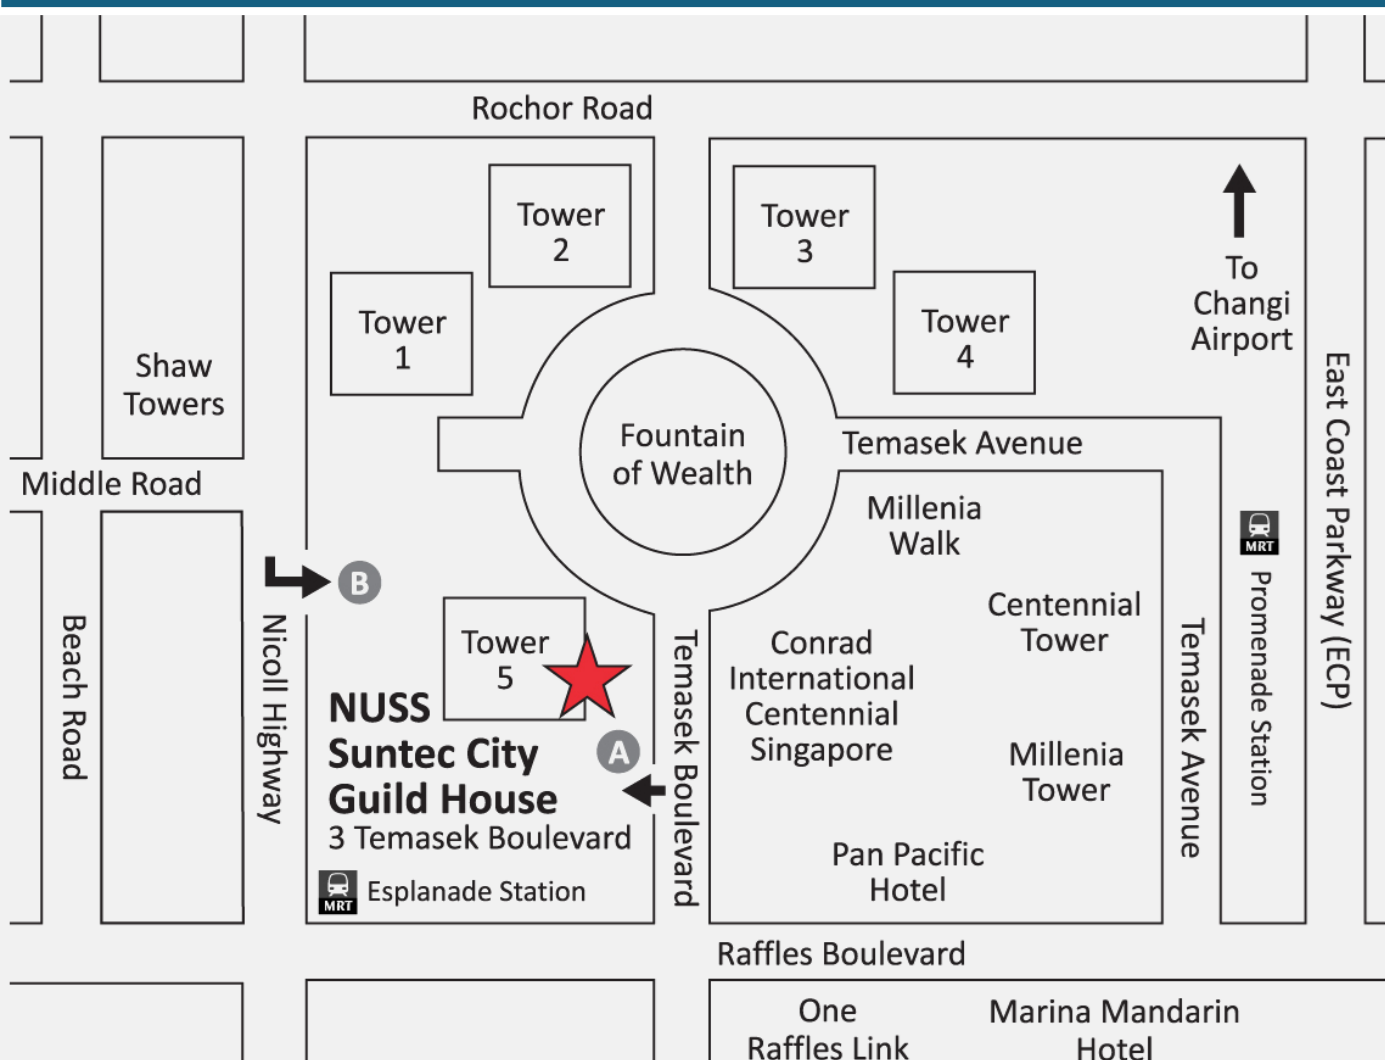 Rochor Road
Tower
2
Tower
3
To
Changi
Airport
Tower
1
Tower
4
Shaw
Towers
East Coast Parkway (ECP)
Fountain
of Wealth
Temasek Avenue
Middle Road
Millenia
Walk
MRT
Promenade Station
B
Beach Road
Nicoll Highway
Tower
5
Temasek Boulevard
Conrad
International
Centennial
Singapore
Centennial
Tower
Temasek Avenue
NUSS
Suntec City
Guild House
3 Temasek Boulevard
A
Millenia
Tower
Pan Pacific
Hotel
MRT
Esplanade Station
Raffles Boulevard
One
Raffles Link
Marina Mandarin
Hotel